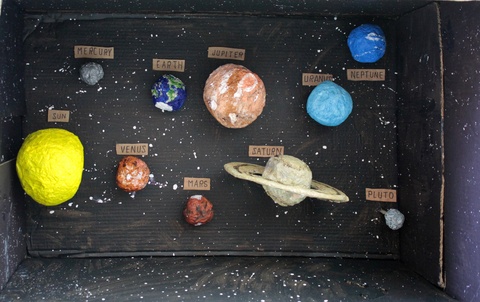 MERCURY
EARTH
JUPITER
URANUS
NEPTUNE
SUN
VENUS
MARS
SATURN
PLUTO